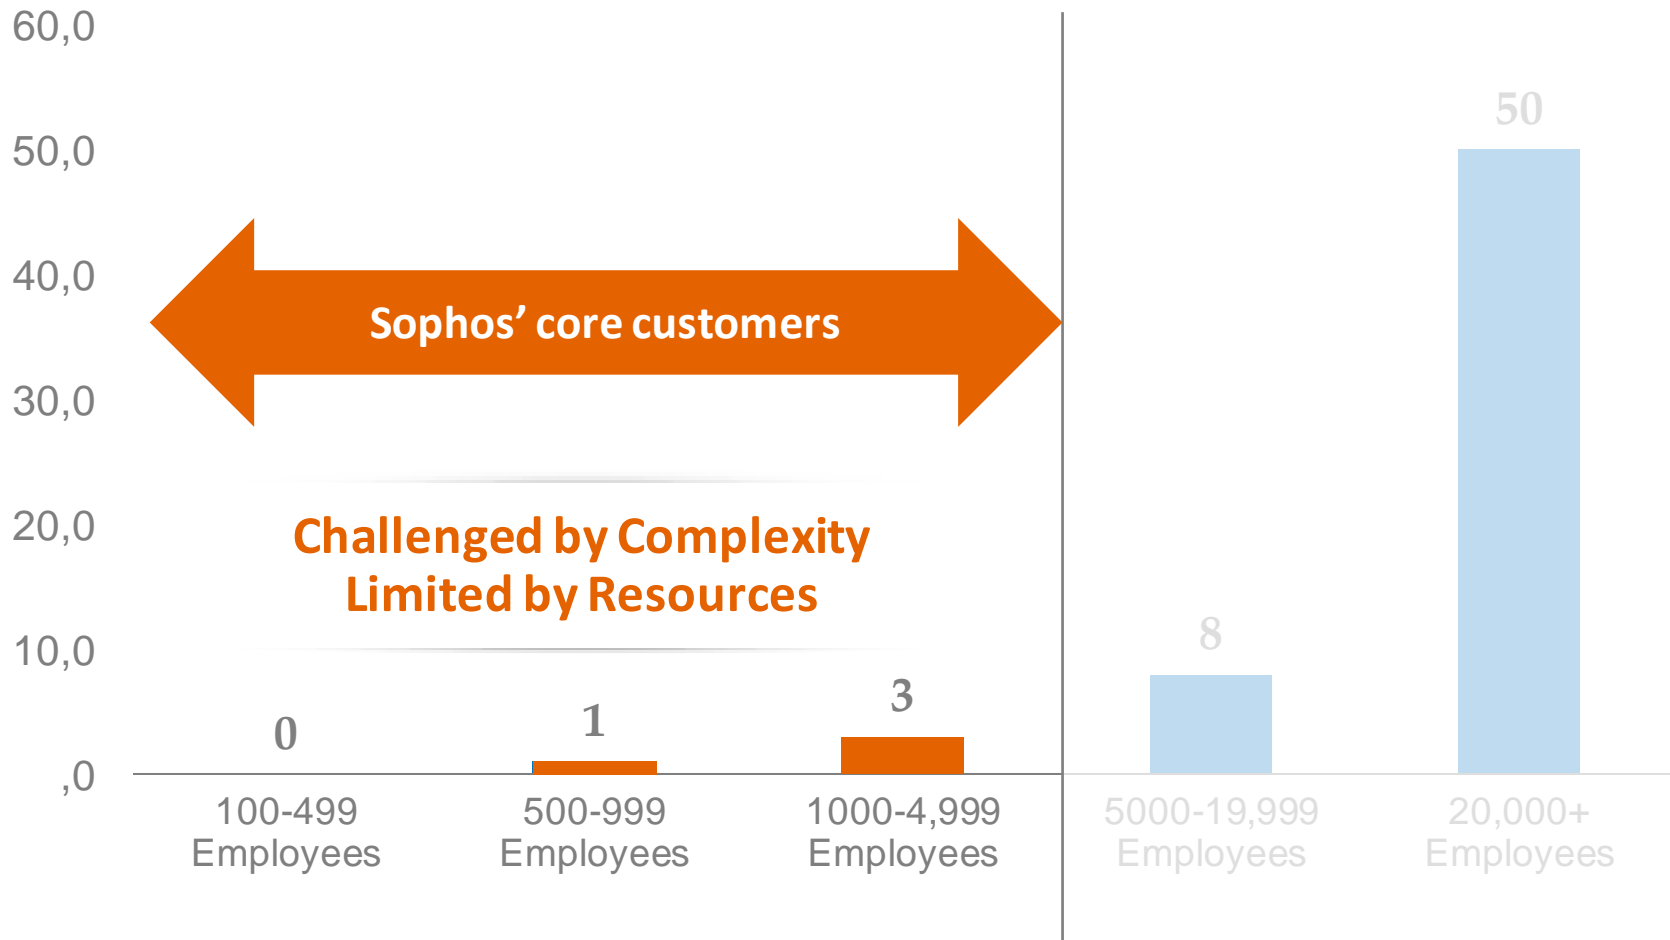 60,0
50,0
40,0
30,0
20,0
10,0
,0
50
Sophos’ core customers
Challenged by Complexity
Limited by Resources
8
3
1
0
100-499
Employees
500-999
Employees
1000-4,999
Employees
5000-19,999
Employees
20,000+
Employees